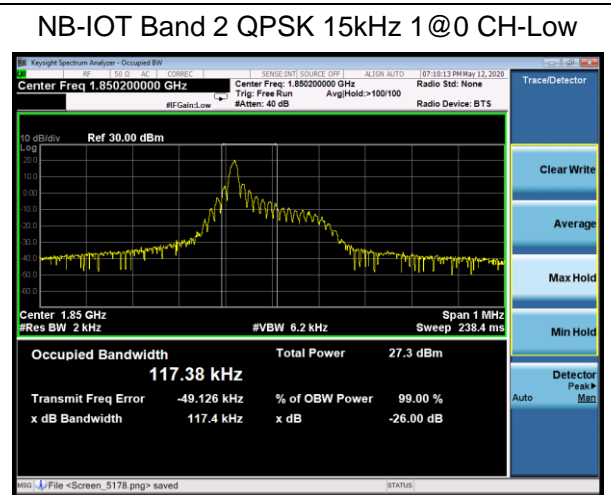 NB-IOT Band 2 QPSK 15kHz 1@0 CH-Low
Keysight Spectrum Analyzer - Occupied BW
RF 50 Ω AC CORREC SENSE:INT SOURCE OFF ALIGN AUTO 07:10:13 PM May 12, 2020
Center Freq 1.850200000 GHz
Center Freq: 1.850200000 GHz
Radio Std: None
Trig: Free Run Avg|Hold:>100/100
#IFGain:Low #Atten: 40 dB Radio Device: BTS
Trace/Detector
10 dB/div Ref 30.00 dBm
Log
20.0
10.0
0.00
-10.0
-20.0
-30.0
-40.0
-50.0
-60.0
Center 1.85 GHz Span 1 MHz
#Res BW 2 kHz #VBW 6.2 kHz Sweep 238.4 ms
Occupied Bandwidth Total Power 27.3 dBm
117.38 kHz
Transmit Freq Error -49.126 kHz % of OBW Power 99.00 %
x dB Bandwidth 117.4 kHz x dB -26.00 dB
Clear Write
Average
Max Hold
Min Hold
Detector
Peak▶
Auto Man
MSG File <Screen_5178.png> saved STATUS